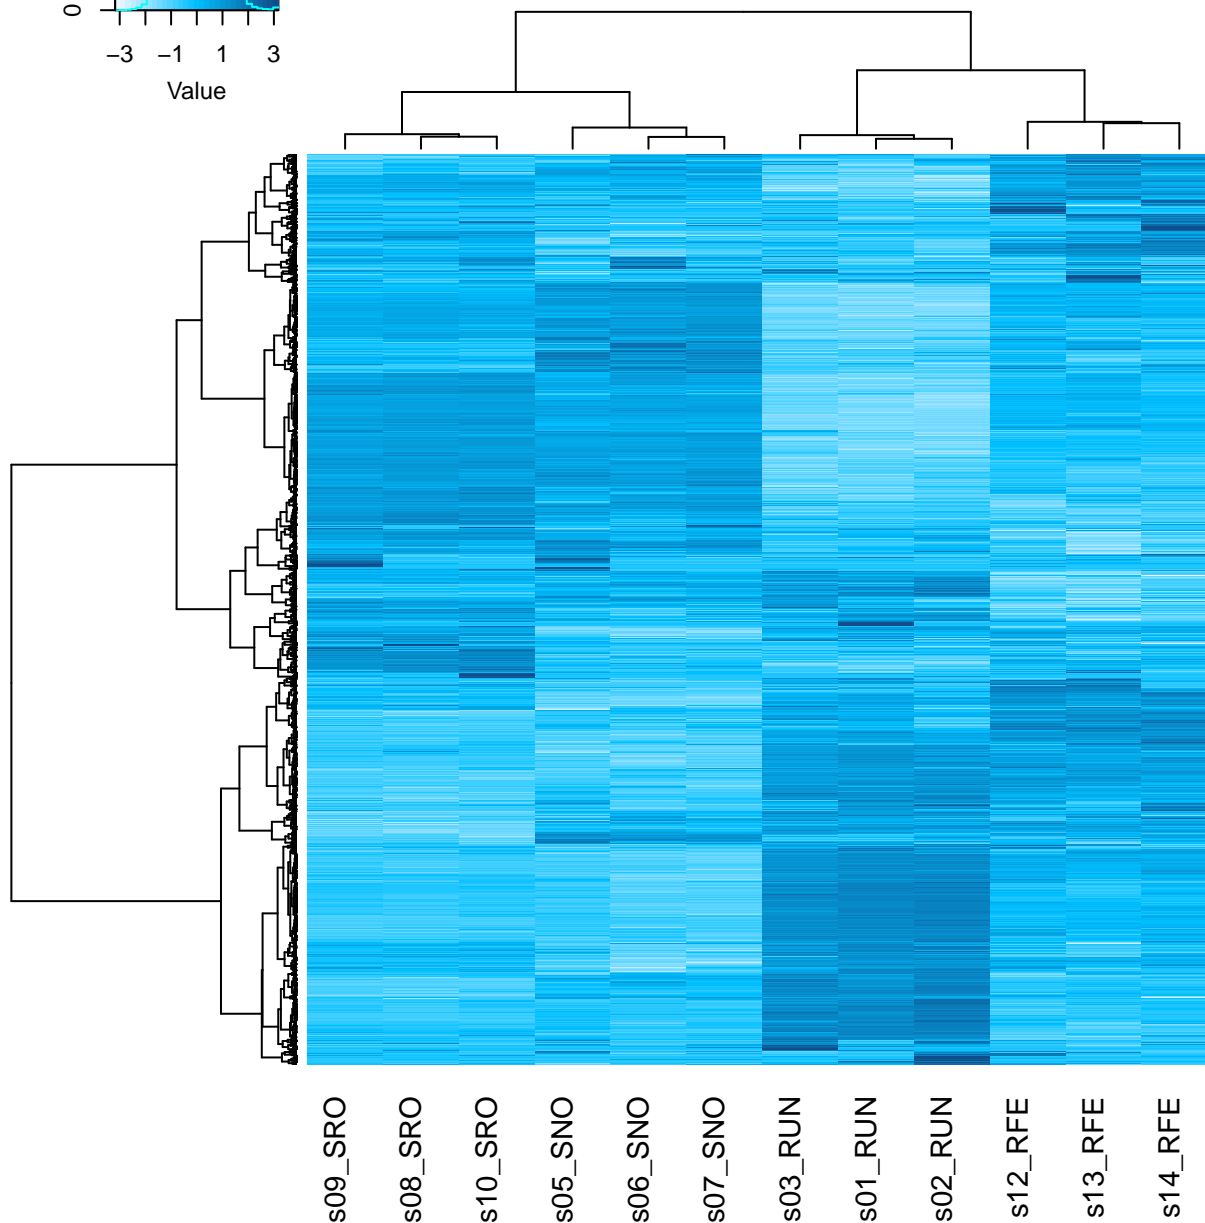 0
−3 −1 1 3
Value
s09_SRO
s08_SRO
s10_SRO
s05_SNO
s06_SNO
s07_SNO
s03_RUN
s01_RUN
s02_RUN
s12_RFE
s13_RFE
s14_RFE